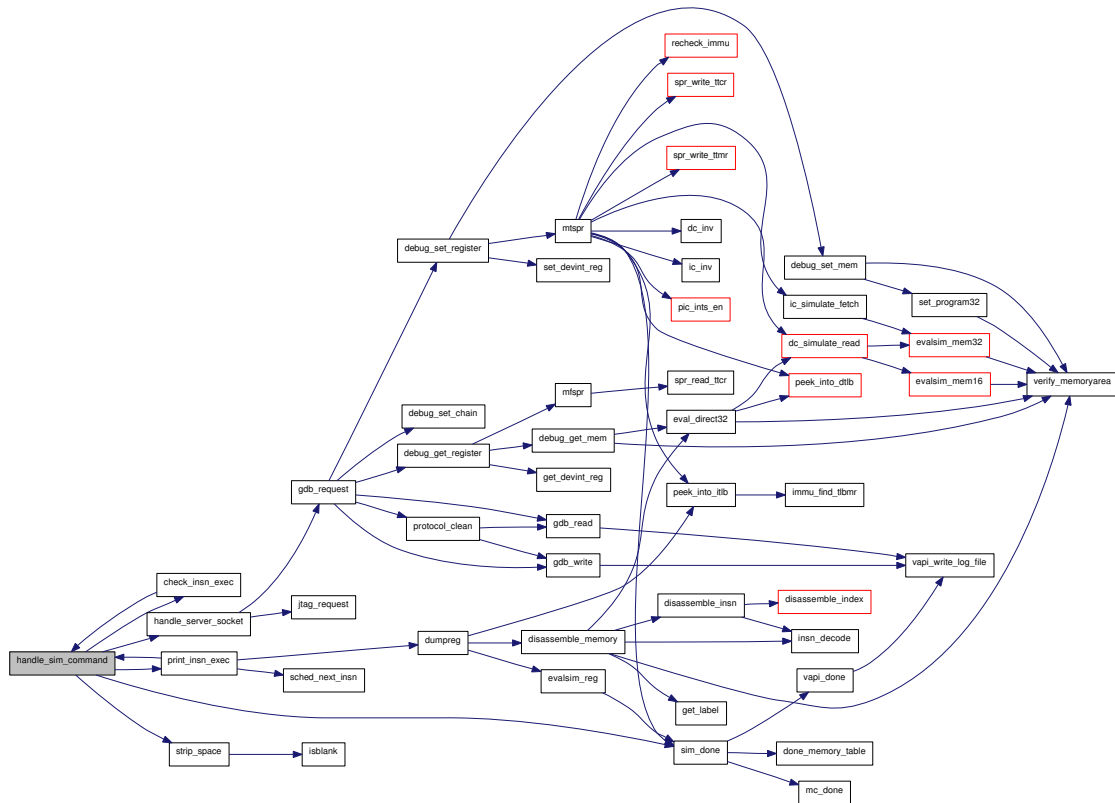 recheck_immu
spr_write_ttcr
spr_write_ttmr
mtspr
dc_inv
debug_set_register
debug_set_mem
set_devint_reg
ic_inv
ic_simulate_fetch
set_program32
pic_ints_en
dc_simulate_read
evalsim_mem32
peek_into_dtlb
evalsim_mem16
verify_memoryarea
mfspr
spr_read_ttcr
debug_set_chain
eval_direct32
debug_get_register
debug_get_mem
get_devint_reg
gdb_request
peek_into_itlb
immu_find_tlbmr
protocol_clean
gdb_read
gdb_write
vapi_write_log_file
check_insn_exec
jtag_request
handle_server_socket
disassemble_insn
disassemble_index
dumpreg
disassemble_memory
insn_decode
handle_sim_command
print_insn_exec
sched_next_insn
evalsim_reg
vapi_done
get_label
strip_space
isblank
sim_done
done_memory_table
mc_done